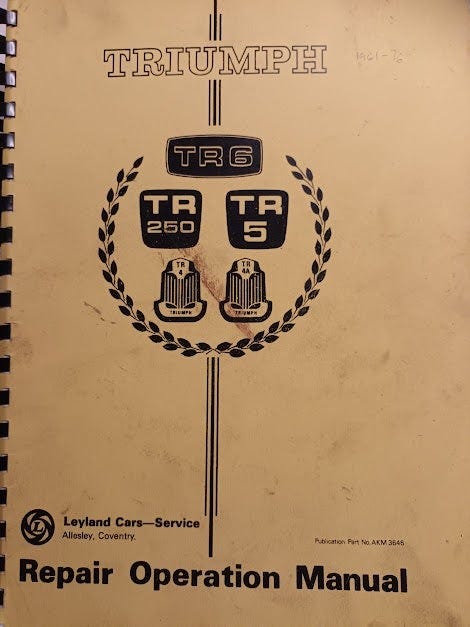 TRIUMPH
1961-76
TR6
TR 250
TR 5
TR 4 TRIUMPH
TR 4A TRIUMPH
L
Leyland Cars—Service
Allesley, Coventry.
Publication Part No. AKM 3646
Repair Operation Manual